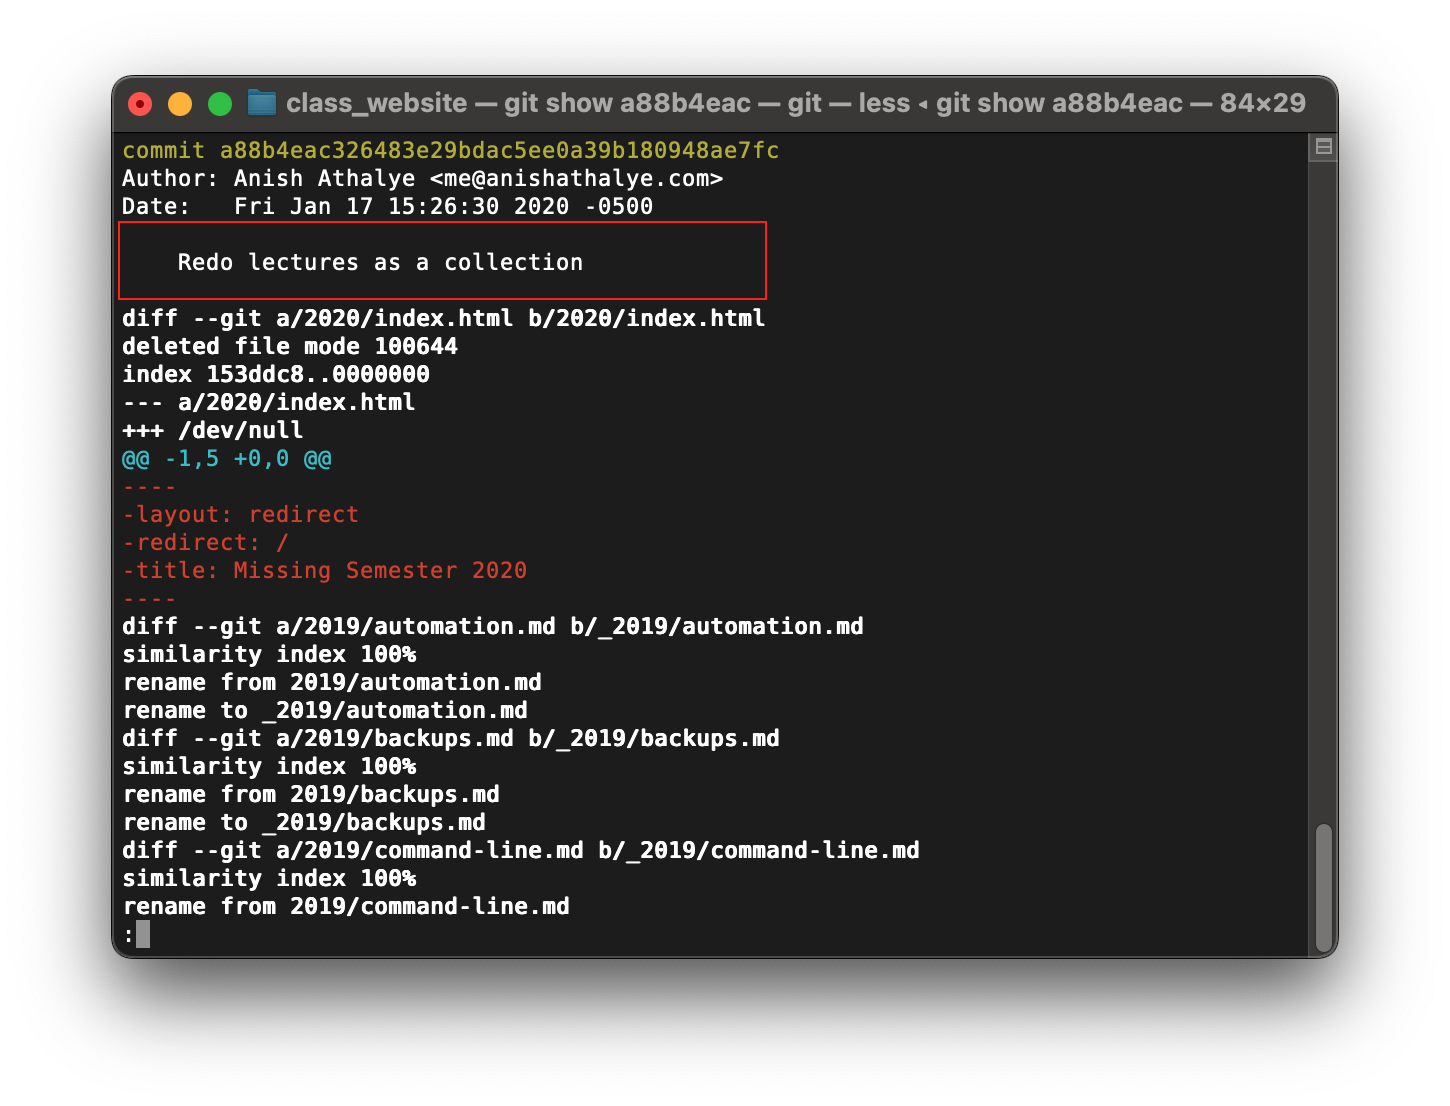 class_website — git show a88b4eac — git — less ◂ git show a88b4eac — 84×29
commit a88b4eac326483e29bdac5ee0a39b180948ae7fc
Author: Anish Athalye <me@anishathalye.com>
Date:   Fri Jan 17 15:26:30 2020 -0500
    Redo lectures as a collection
diff --git a/2020/index.html b/2020/index.html
deleted file mode 100644
index 153ddc8..0000000
--- a/2020/index.html
+++ /dev/null
@@ -1,5 +0,0 @@
----
-layout: redirect
-redirect: /
-title: Missing Semester 2020
----
diff --git a/2019/automation.md b/_2019/automation.md
similarity index 100%
rename from 2019/automation.md
rename to _2019/automation.md
diff --git a/2019/backups.md b/_2019/backups.md
similarity index 100%
rename from 2019/backups.md
rename to _2019/backups.md
diff --git a/2019/command-line.md b/_2019/command-line.md
similarity index 100%
rename from 2019/command-line.md
: